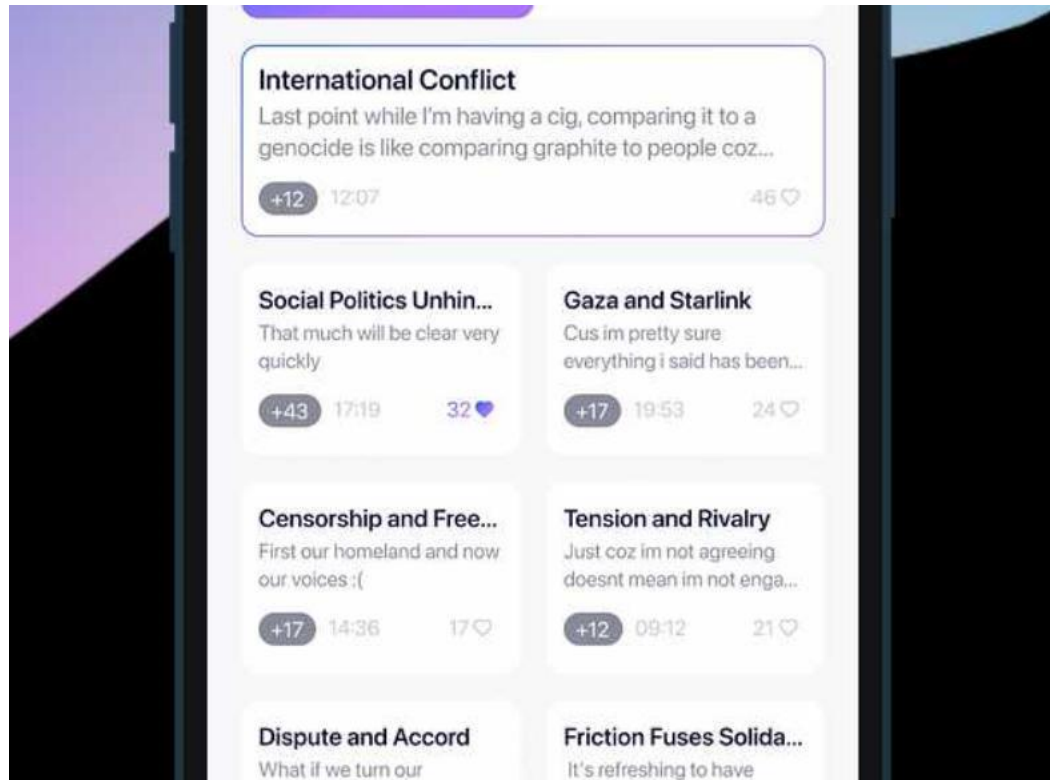 International Conflict
Last point while I'm having a cig, comparing it to a
genocide is like comparing graphite to people coz...
+12 12:07 46
Social Politics Unhin...
That much will be clear very
quickly
+43 17:19 32
Gaza and Starlink
Cus im pretty sure
everything i said has been...
+17 19:53 24
Censorship and Free...
First our homeland and now
our voices :(
+17 14:36 17
Tension and Rivalry
Just coz im not agreeing
doesnt mean im not enga...
+12 09:12 21
Dispute and Accord
What if we turn our
Friction Fuses Solida...
It's refreshing to have